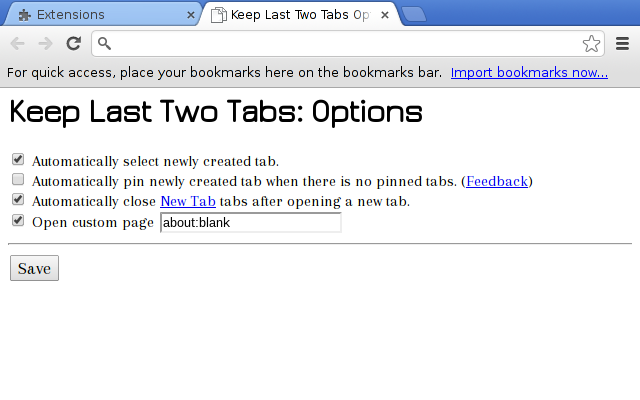 Extensions
Keep Last Two Tabs Op
For quick access, place your bookmarks here on the bookmarks bar. Import bookmarks now...
Keep Last Two Tabs: Options
Automatically select newly created tab.
Automatically pin newly created tab when there is no pinned tabs. (Feedback)
Automatically close New Tab tabs after opening a new tab.
Open custom page about:blank
Save